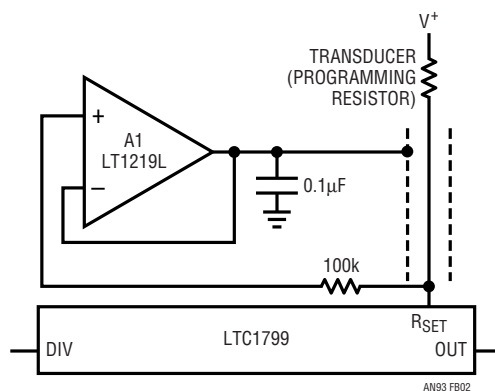 V+
TRANSDUCER
(PROGRAMMING
RESISTOR)
+
A1
LT1219L
–
0.1µF
100k
RSET
DIV
LTC1799
OUT
AN93 FB02